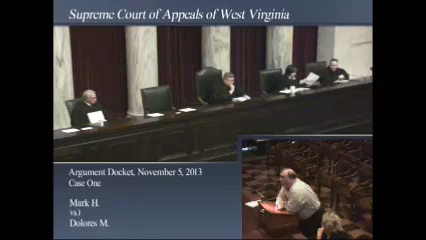 Supreme Court of Appeals of West Virginia
Argument Docket, November 5, 2013
Case One
Mark H.
vs.)
Dolores M.